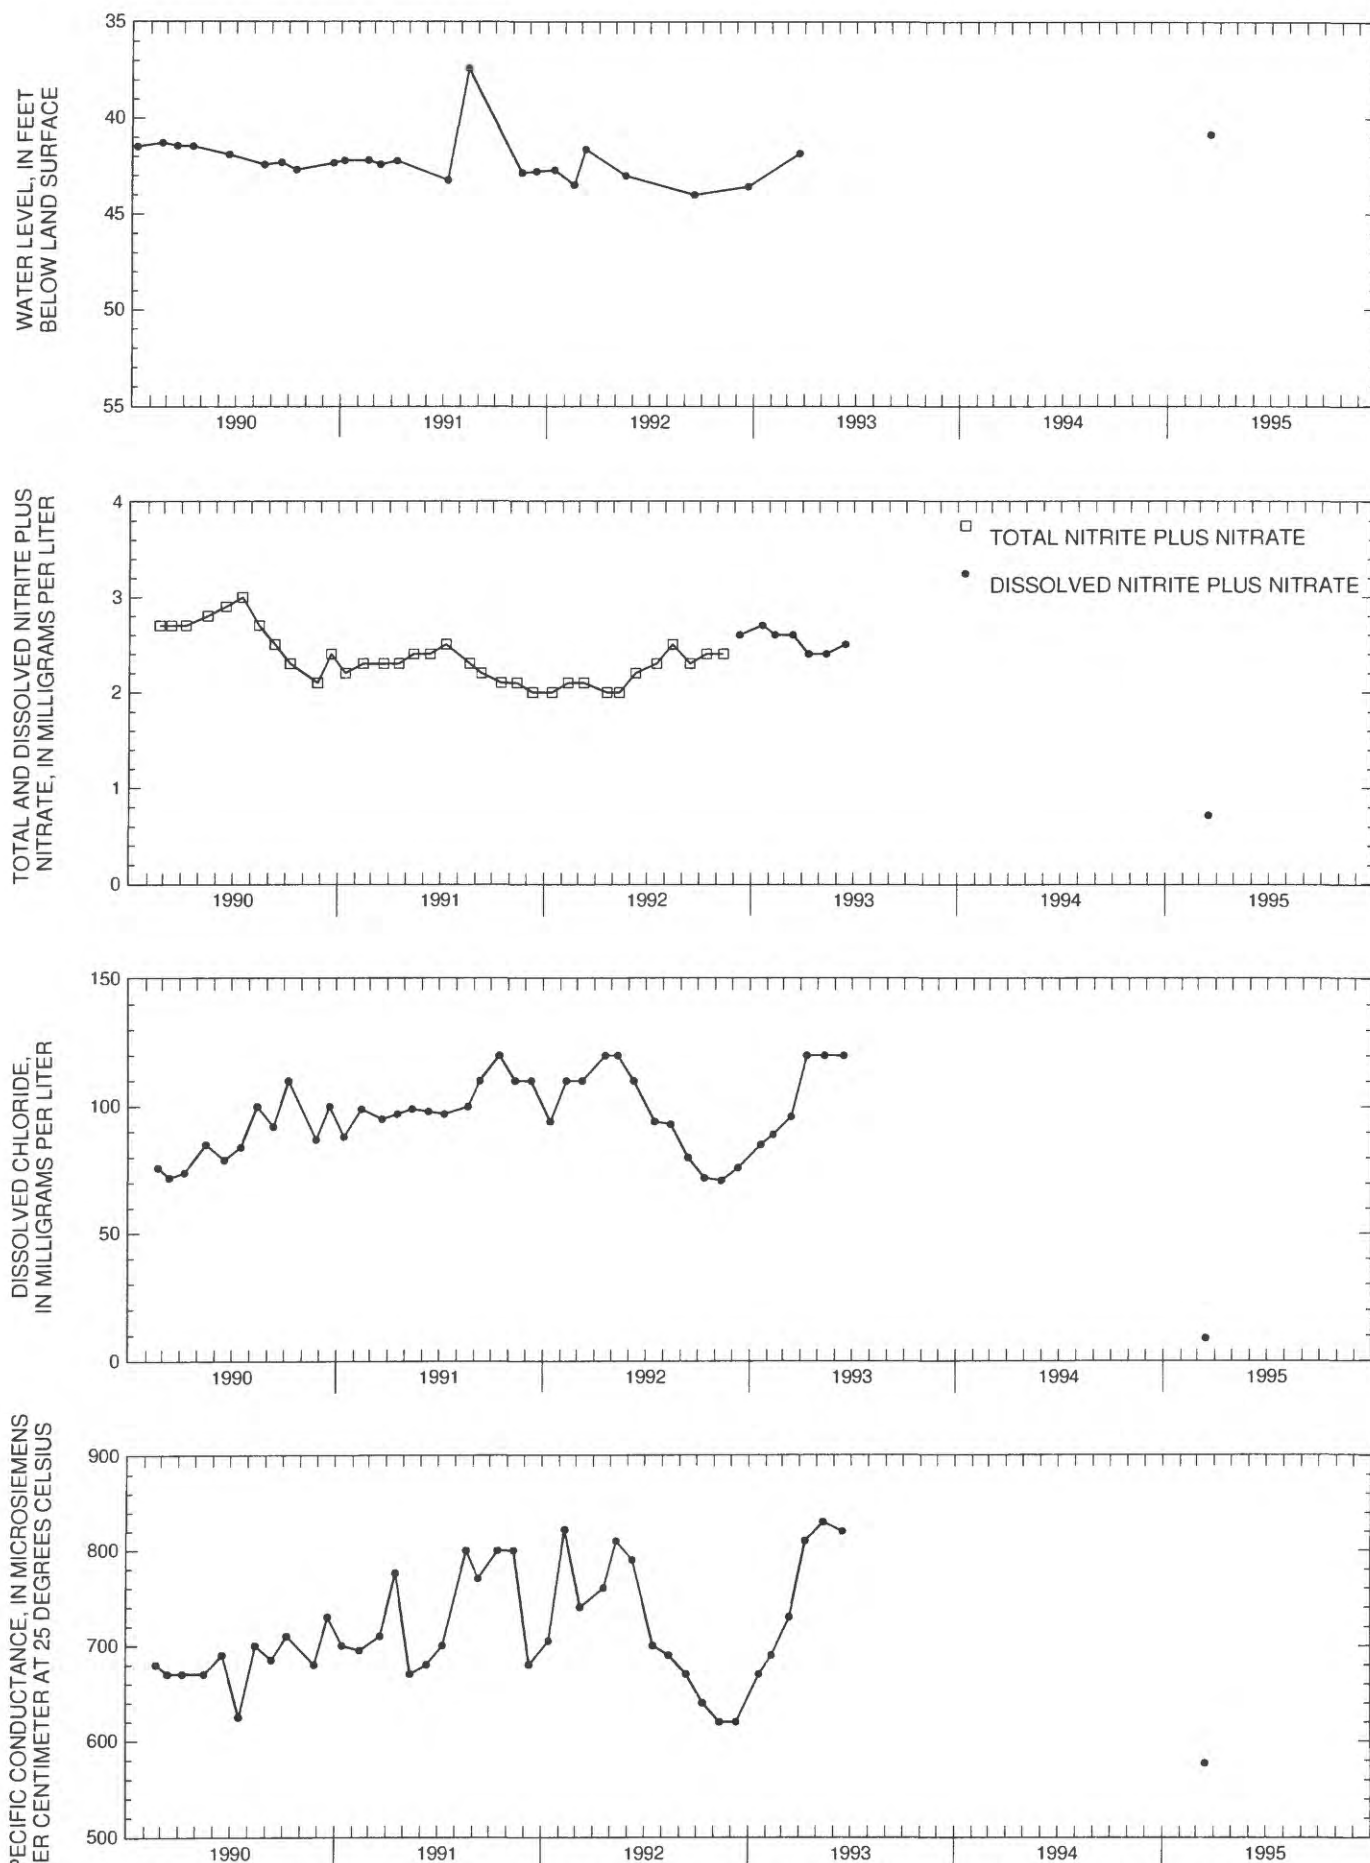 WATER LEVEL, IN FEET
BELOW LAND SURFACE
35
40
45
50
55
1990 1991 1992 1993 1994 1995
TOTAL AND DISSOLVED NITRITE PLUS
NITRATE, IN MILLIGRAMS PER LITER
4
3
2
1
0
TOTAL NITRITE PLUS NITRATE
DISSOLVED NITRITE PLUS NITRATE
1990 1991 1992 1993 1994 1995
DISSOLVED CHLORIDE,
IN MILLIGRAMS PER LITER
150
100
50
0
1990 1991 1992 1993 1994 1995
PECIFIC CONDUCTANCE, IN MICROSIEMENS
ER CENTIMETER AT 25 DEGREES CELSIUS
900
800
700
600
500
1990 1991 1992 1993 1994 1995